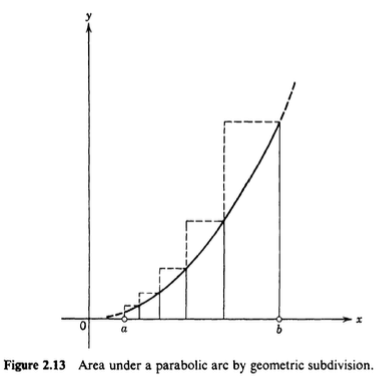 y
0
a
b
x
Figure 2.13 Area under a parabolic arc by geometric subdivision.